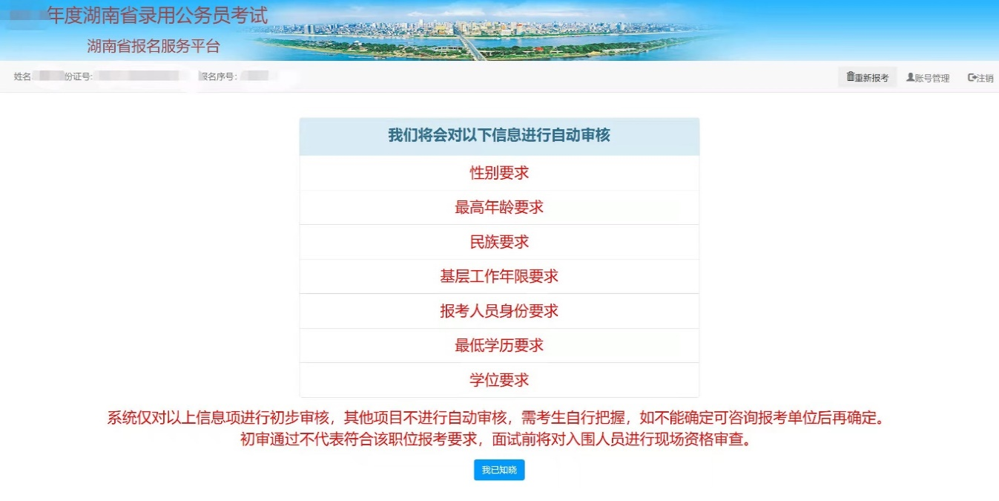 年度湖南省录用公务员考试
湖南省报名服务平台
姓名 份证号: 报名序号: 重新报考 账号管理 注销
我们将会对以下信息进行自动审核
性别要求
最高年龄要求
民族要求
基层工作年限要求
报考人员身份要求
最低学历要求
学位要求
系统仅对以上信息项进行初步审核，其他项目不进行自动审核，需考生自行把握，如不能确定可咨询报考单位后再确定。
初审通过不代表符合该职位报考要求，面试前将对入围人员进行现场资格审查。
我已知晓